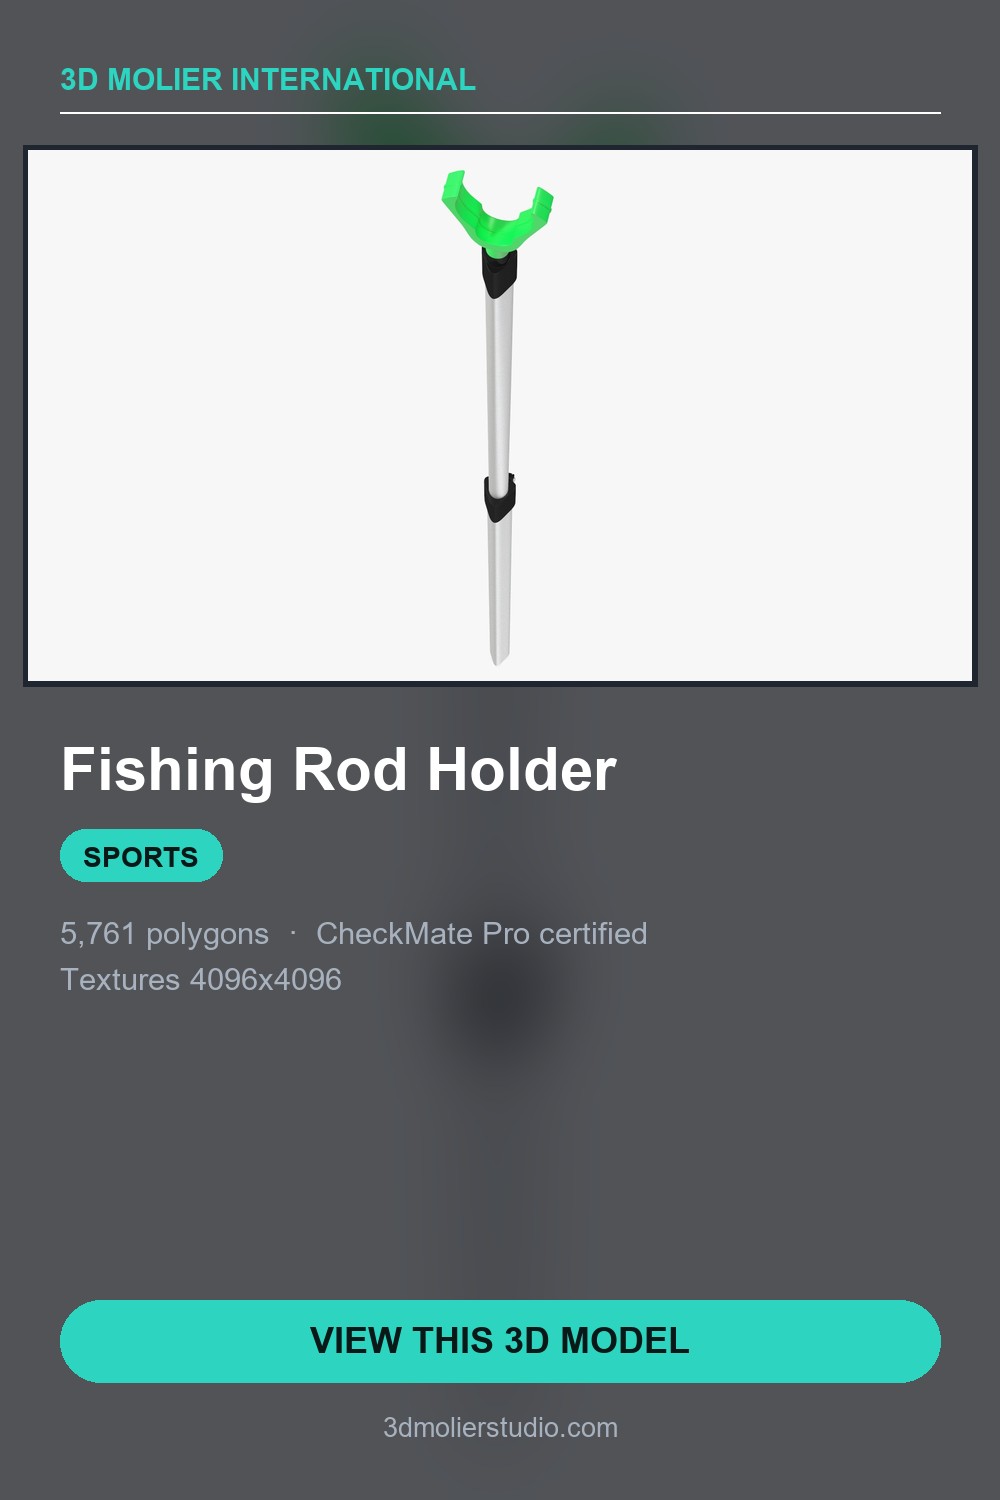 3D MOLIER INTERNATIONAL
Fishing Rod Holder
SPORTS
5,761 polygons · CheckMate Pro certified
Textures 4096x4096
VIEW THIS 3D MODEL
3dmolierstudio.com